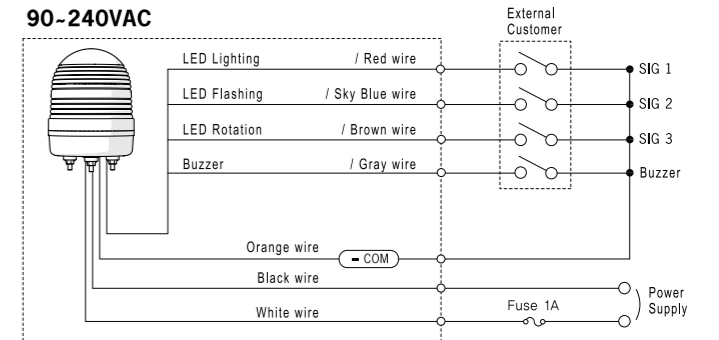 90~240VAC
External
Customer
LED Lighting / Red wire
SIG 1
LED Flashing / Sky Blue wire
SIG 2
LED Rotation / Brown wire
SIG 3
Buzzer / Gray wire
Buzzer
Orange wire
- COM
Black wire
White wire
Fuse 1A
Power
Supply